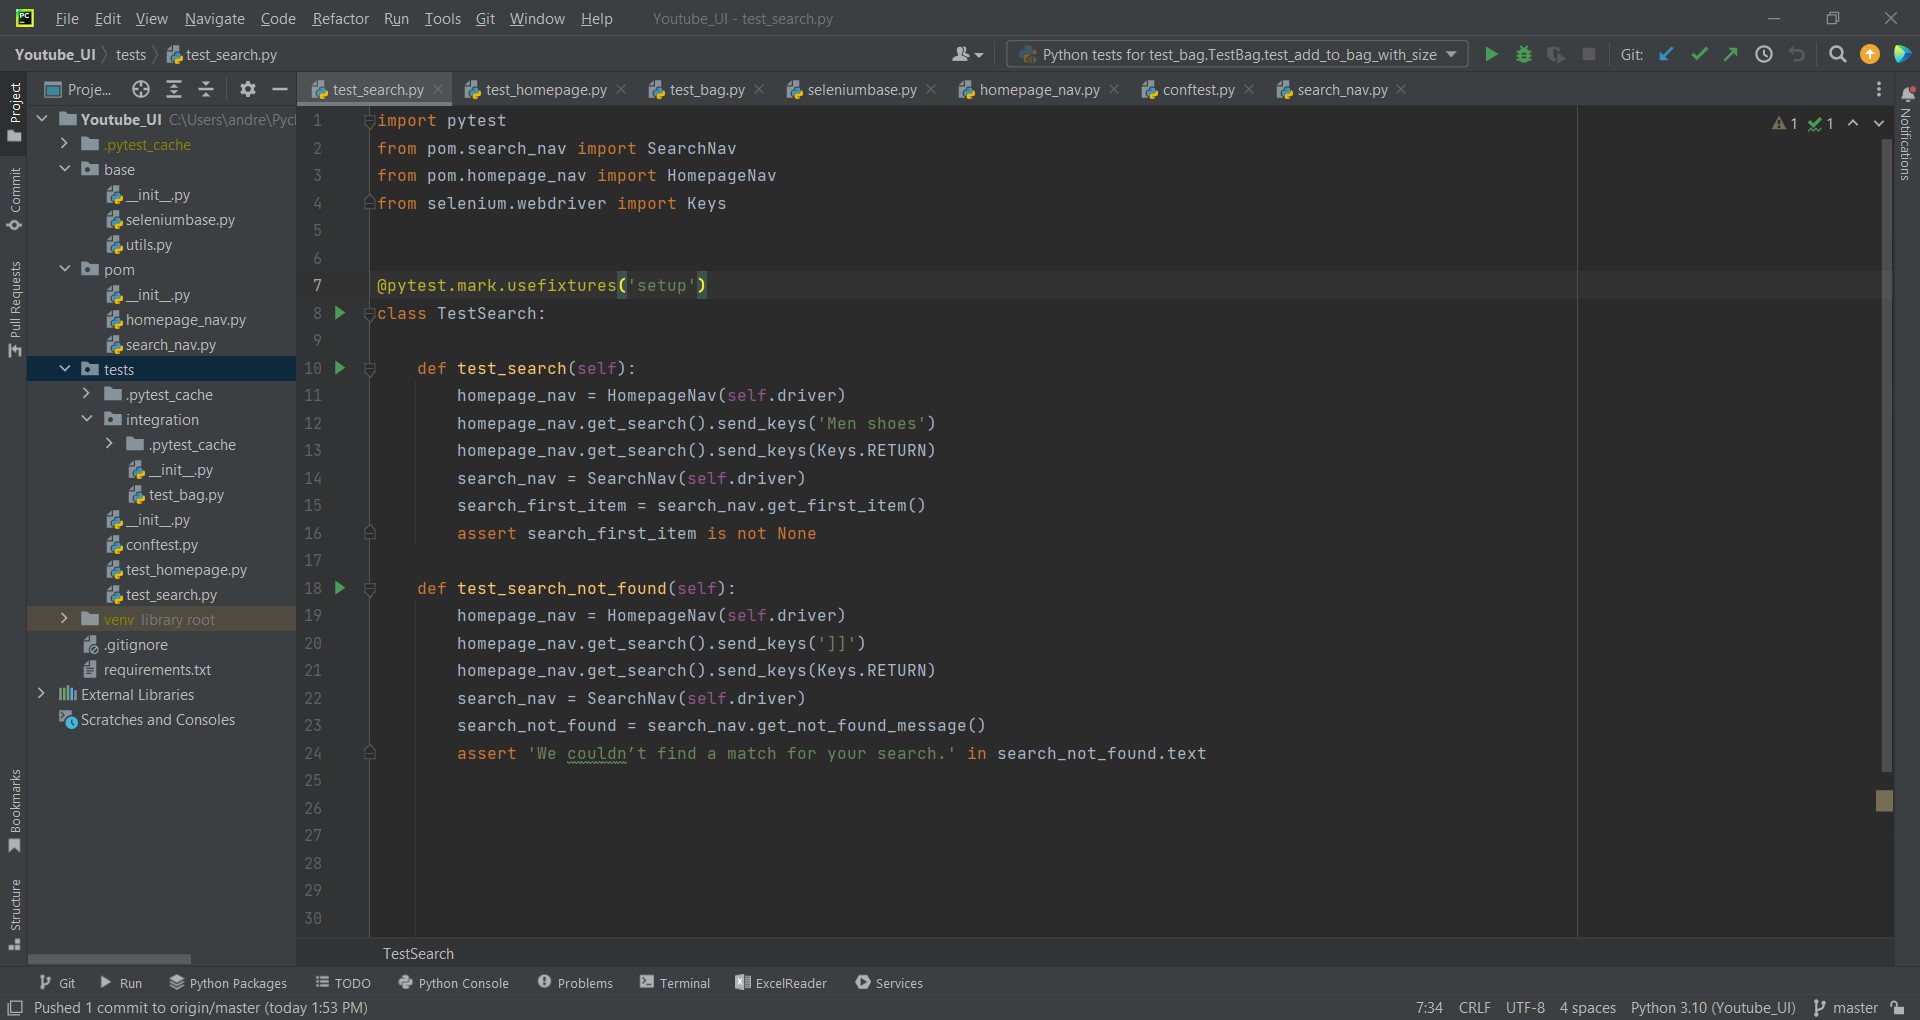 PC
File Edit View Navigate Code Refactor Run Tools Git Window Help Youtube_UI - test_search.py
Youtube_UI tests test_search.py
Python tests for test_bag.TestBag.test_add_to_bag_with_size
Git:
Project
Commit
Pull Requests
Bookmarks
Structure
Proje...
Youtube_UI C:\Users\andre\Pycl
.pytest_cache
base
__init__.py
seleniumbase.py
utils.py
pom
__init__.py
homepage_nav.py
search_nav.py
tests
.pytest_cache
integration
.pytest_cache
__init__.py
test_bag.py
__init__.py
conftest.py
test_homepage.py
test_search.py
venv library root
.gitignore
requirements.txt
External Libraries
Scratches and Consoles
test_search.py test_homepage.py test_bag.py seleniumbase.py homepage_nav.py conftest.py search_nav.py
1 1
Notifications
1 import pytest
2 from pom.search_nav import SearchNav
3 from pom.homepage_nav import HomepageNav
4 from selenium.webdriver import Keys
5
6
7 @pytest.mark.usefixtures('setup')
8 class TestSearch:
9
10 def test_search(self):
11 homepage_nav = HomepageNav(self.driver)
12 homepage_nav.get_search().send_keys('Men shoes')
13 homepage_nav.get_search().send_keys(Keys.RETURN)
14 search_nav = SearchNav(self.driver)
15 search_first_item = search_nav.get_first_item()
16 assert search_first_item is not None
17
18 def test_search_not_found(self):
19 homepage_nav = HomepageNav(self.driver)
20 homepage_nav.get_search().send_keys(']]')
21 homepage_nav.get_search().send_keys(Keys.RETURN)
22 search_nav = SearchNav(self.driver)
23 search_not_found = search_nav.get_not_found_message()
24 assert 'We couldn’t find a match for your search.' in search_not_found.text
25
26
27
28
29
30
TestSearch
Git Run Python Packages TODO Python Console Problems Terminal ExcelReader Services
Pushed 1 commit to origin/master (today 1:53 PM) 7:34 CRLF UTF-8 4 spaces Python 3.10 (Youtube_UI) master